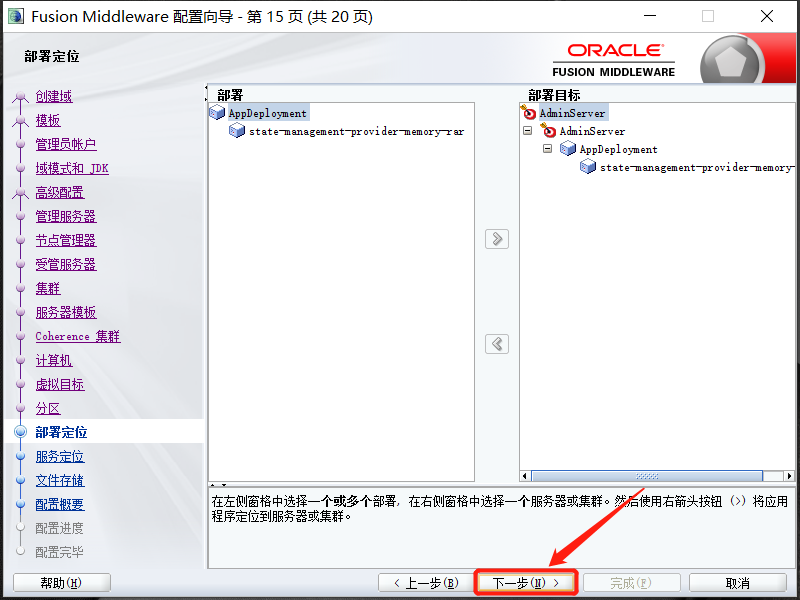 Fusion Middleware 配置向导 - 第 15 页 (共 20 页)
部署定位
ORACLE
FUSION MIDDLEWARE
创建域
模板
管理员帐户
域模式和 JDK
高级配置
管理服务器
节点管理器
受管服务器
集群
服务器模板
Coherence 集群
计算机
虚拟目标
分区
部署定位
服务定位
文件存储
配置概要
配置进度
配置完毕
部署
AppDeployment
state-management-provider-memory-rar
部署目标
AdminServer
AdminServer
AppDeployment
state-management-provider-memory-
在左侧窗格中选择一个或多个部署, 在右侧窗格中选择一个服务器或集群。然后使用右箭头按钮 (>) 将应用
程序定位到服务器或集群。
帮助(H)
< 上一步(B)
下一步(N) >
完成(F)
取消